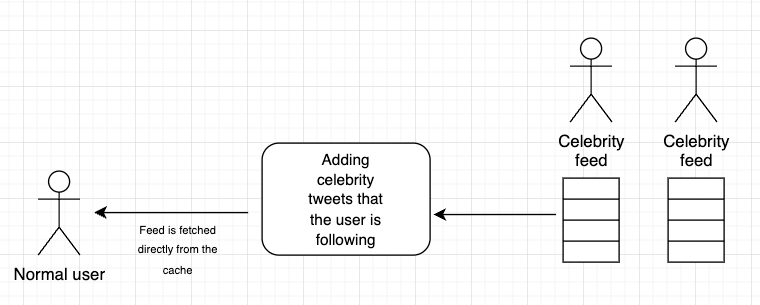 Celebrity
feed
Celebrity
feed
Adding
celebrity
tweets that
the user is
following
Feed is fetched
directly from the
cache
Normal user